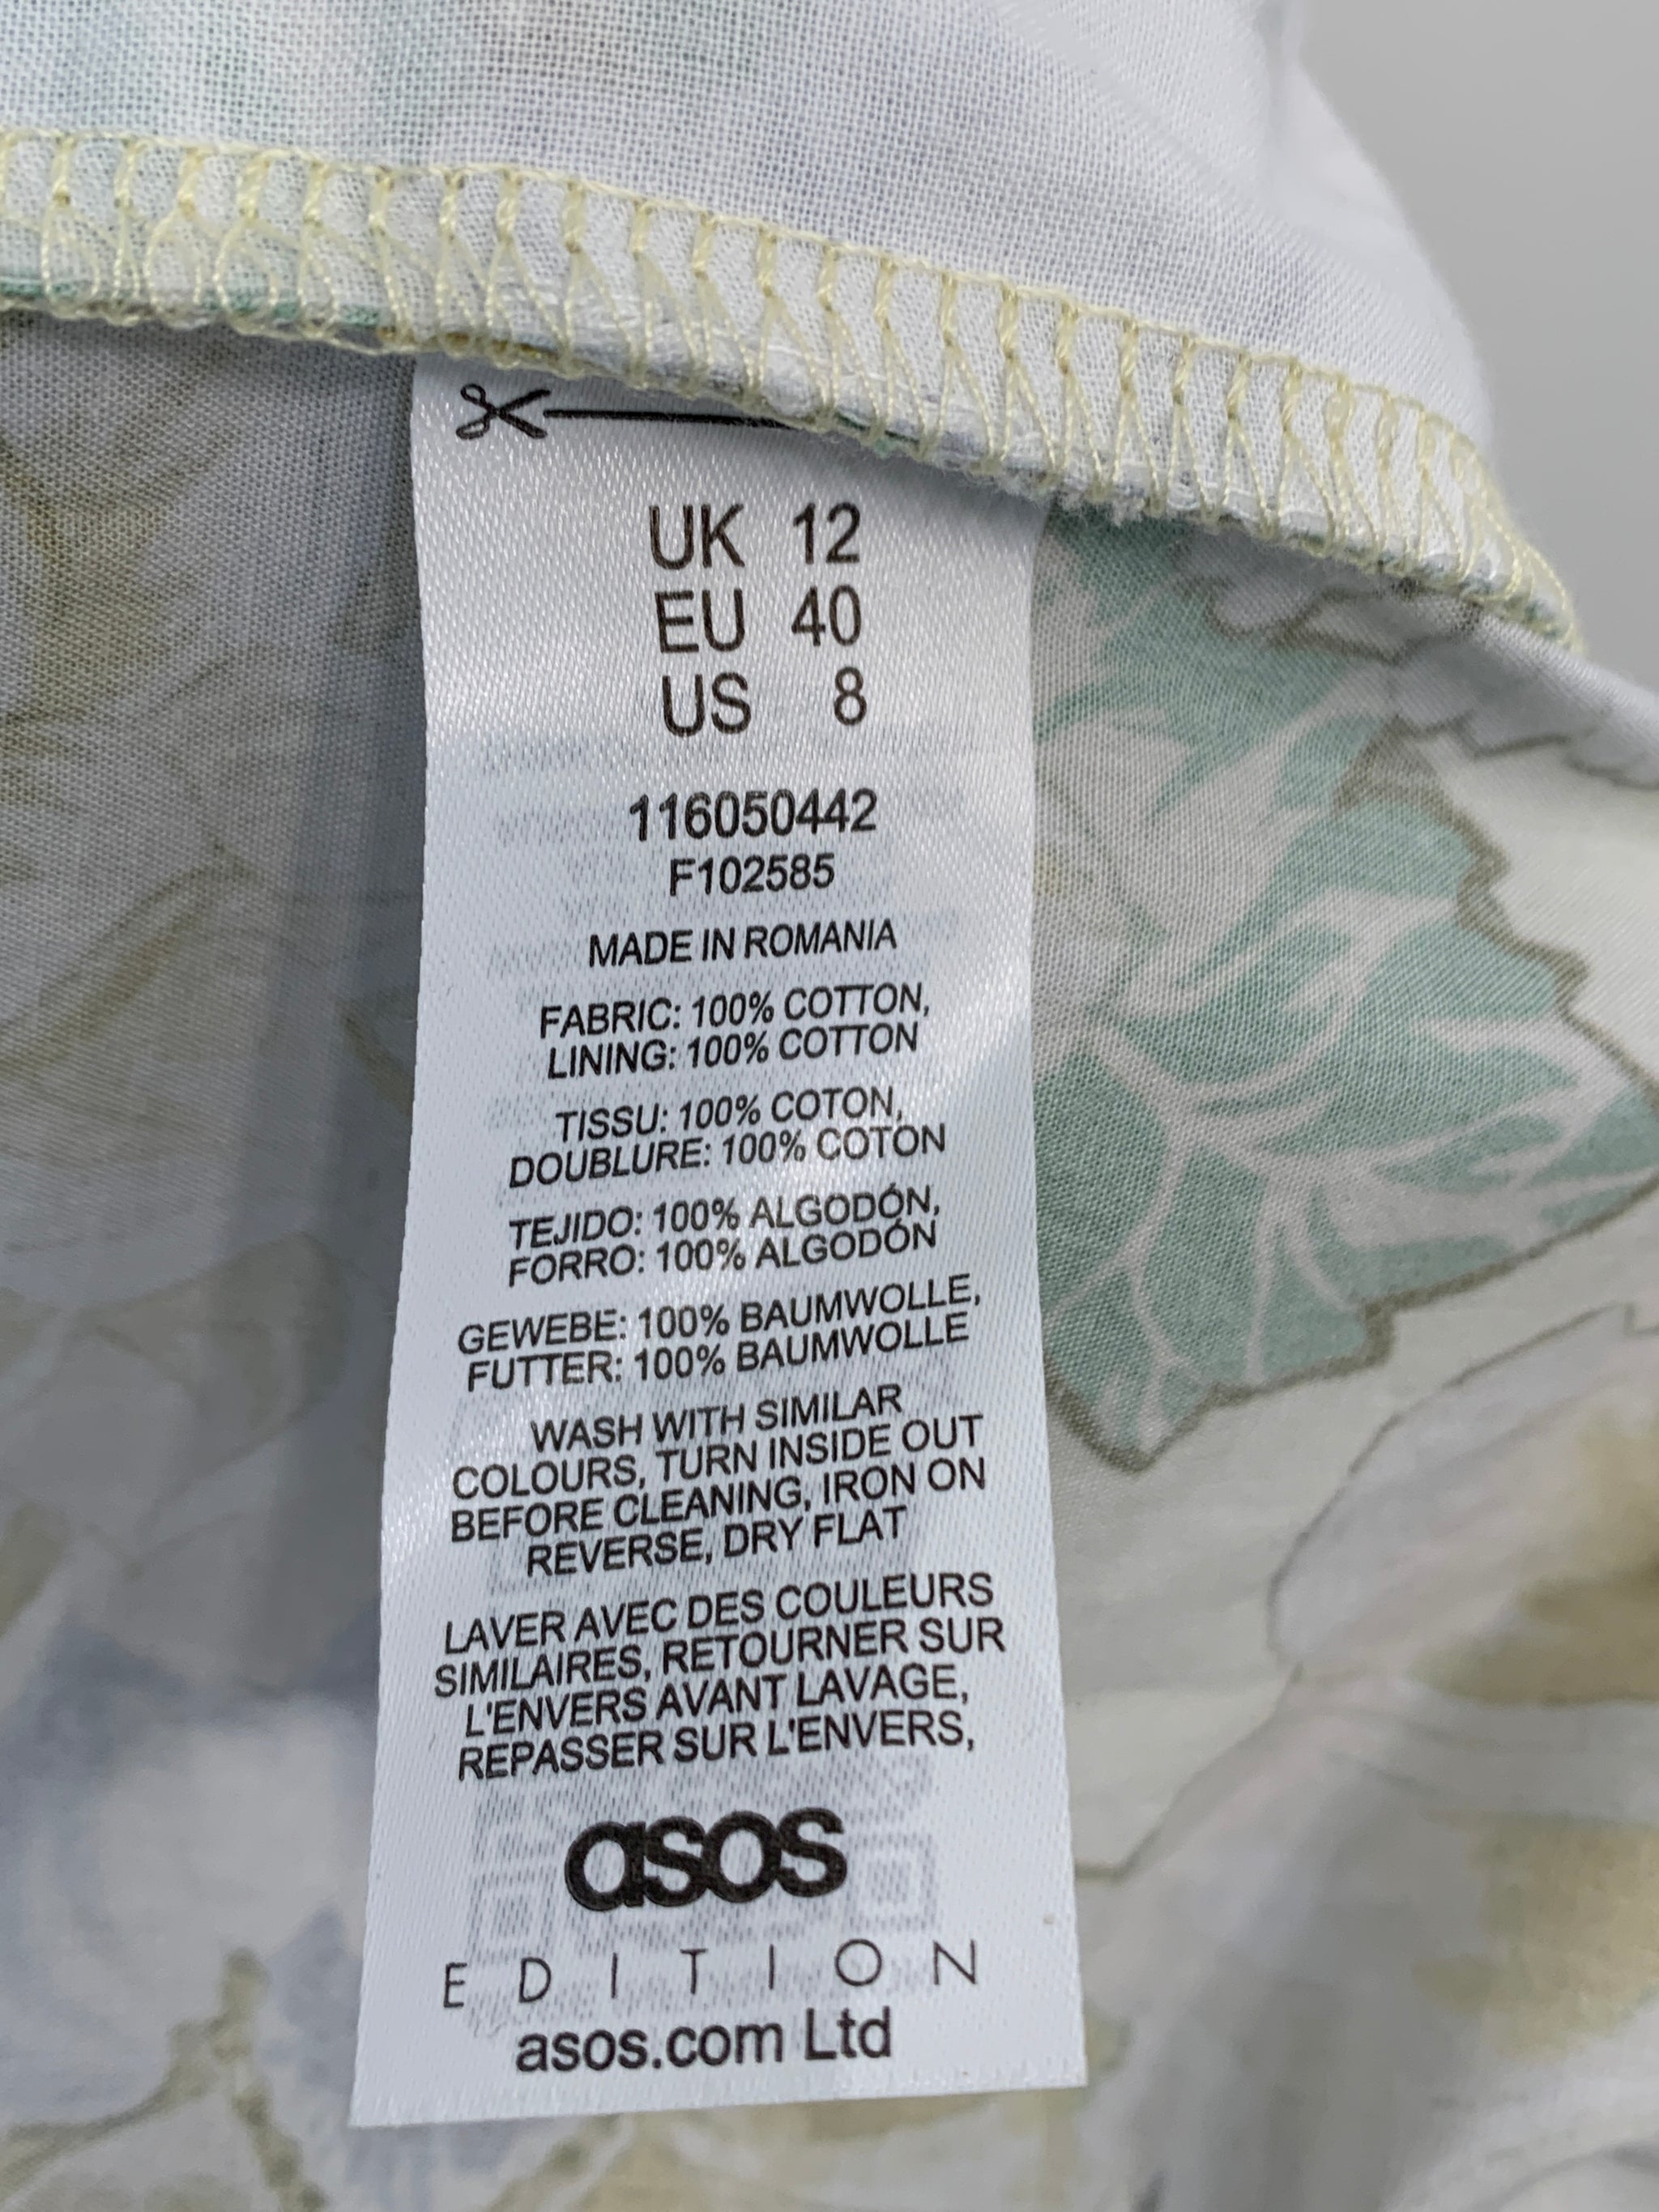 UK 12
EU 40
US 8
116050442
F102585
MADE IN ROMANIA
FABRIC: 100% COTTON,
LINING: 100% COTTON
TISSU: 100% COTON,
DOUBLURE: 100% COTON
TEJIDO: 100% ALGODÓN,
FORRO: 100% ALGODÓN
GEWEBE: 100% BAUMWOLLE,
FUTTER: 100% BAUMWOLLE
WASH WITH SIMILAR
COLOURS, TURN INSIDE OUT
BEFORE CLEANING, IRON ON
REVERSE, DRY FLAT
LAVER AVEC DES COULEURS
SIMILAIRES, RETOURNER SUR
L'ENVERS AVANT LAVAGE,
REPASSER SUR L'ENVERS,
asos
EDITION
asos.com Ltd